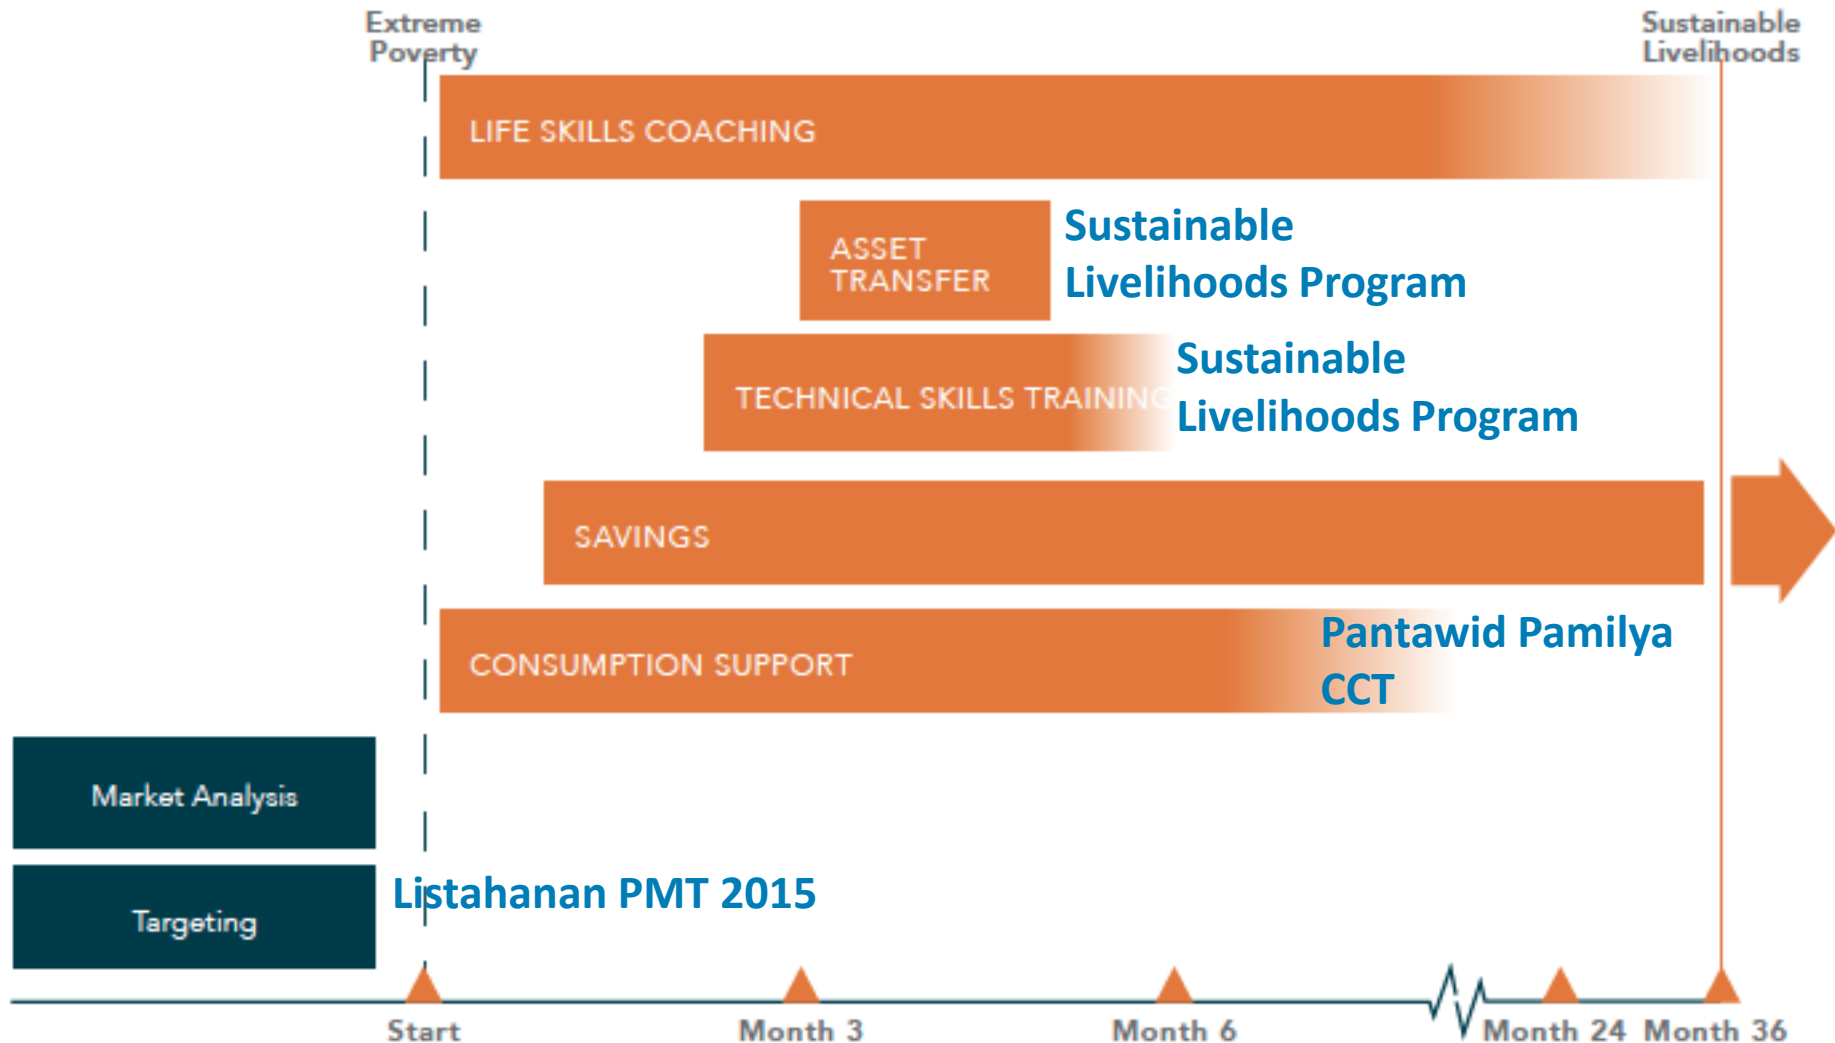 Extreme
Poverty
Sustainable
Livelihoods
LIFE SKILLS COACHING
ASSET
TRANSFER
Sustainable
Livelihoods Program
TECHNICAL SKILLS TRAINING
Sustainable
Livelihoods Program
SAVINGS
CONSUMPTION SUPPORT
Pantawid Pamilya
CCT
Market Analysis
Targeting
Listahanan PMT 2015
Start
Month 3
Month 6
Month 24
Month 36